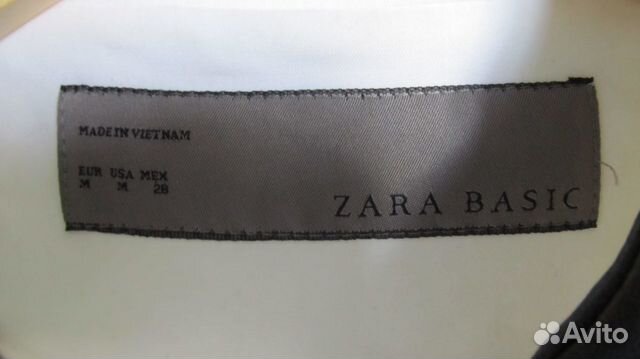 MADE IN VIETNAM
EUR USA MEX
M M 28
ZARA BASIC
Avito